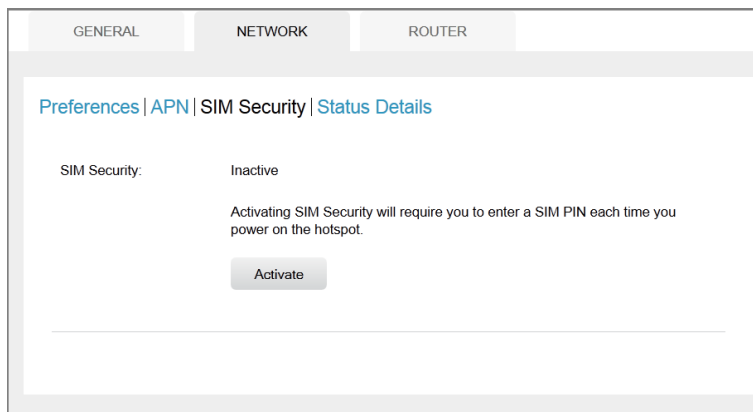 GENERAL NETWORK ROUTER
Preferences | APN | SIM Security | Status Details
SIM Security: Inactive
Activating SIM Security will require you to enter a SIM PIN each time you
power on the hotspot.
Activate